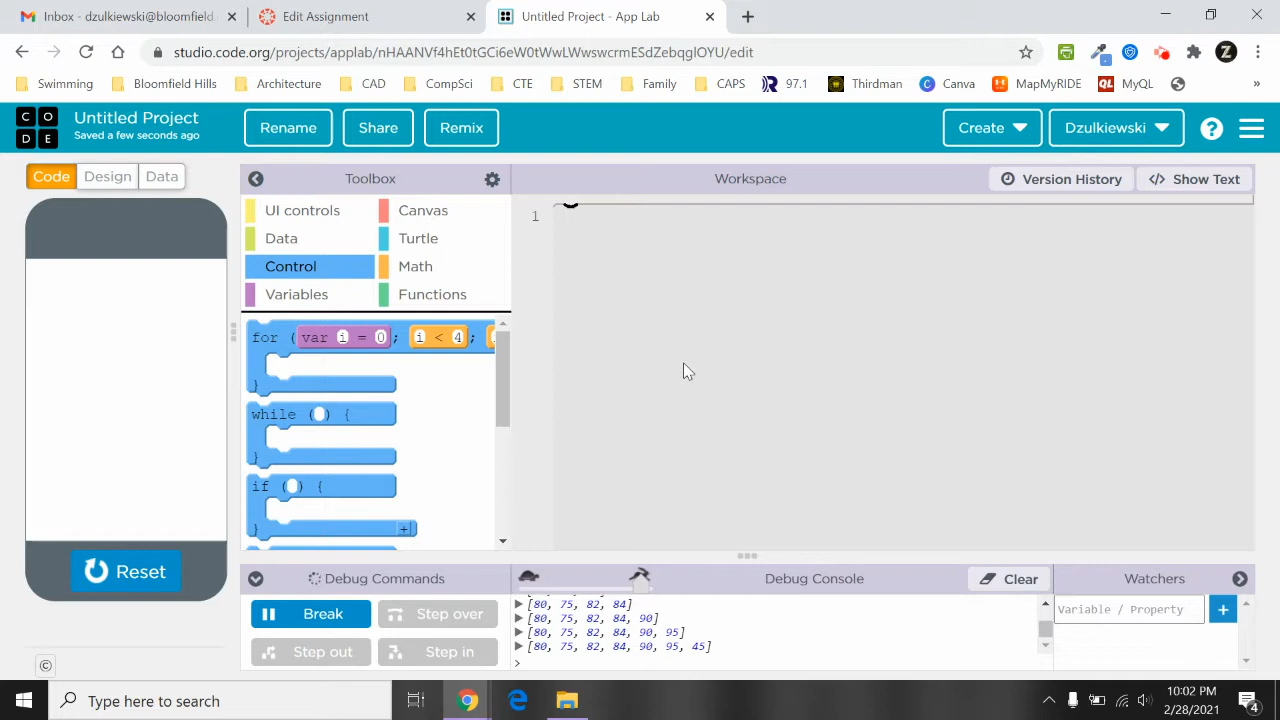 Inbox - dzulkiewski@bloomfield
Edit Assignment
Untitled Project - App Lab
studio.code.org/projects/applab/nHAANVf4hEt0tGCi6eW0tWwLWwswcrmESdZebqglOYU/edit
Z
Swimming
Bloomfield Hills
Architecture
CAD
CompSci
CTE
STEM
Family
CAPS
97.1
Thirdman
Canva
MapMyRIDE
MyQL
»
C O
D E
Untitled Project
Saved a few seconds ago
Rename
Share
Remix
Create
Dzulkiewski
?
Code
Design
Data
Toolbox
Workspace
Version History
</> Show Text
UI controls
Canvas
Data
Turtle
Control
Math
Variables
Functions
1
for (var i = 0; i < 4;
}
while () {
}
if () {
}
+
Reset
©
Debug Commands
Debug Console
Clear
Watchers
Break
Step over
Step out
Step in
[80, 75, 82, 84]
[80, 75, 82, 84, 90]
[80, 75, 82, 84, 90, 95]
[80, 75, 82, 84, 90, 95, 45]
>
Variable / Property
+
Type here to search
10:02 PM
2/28/2021
4